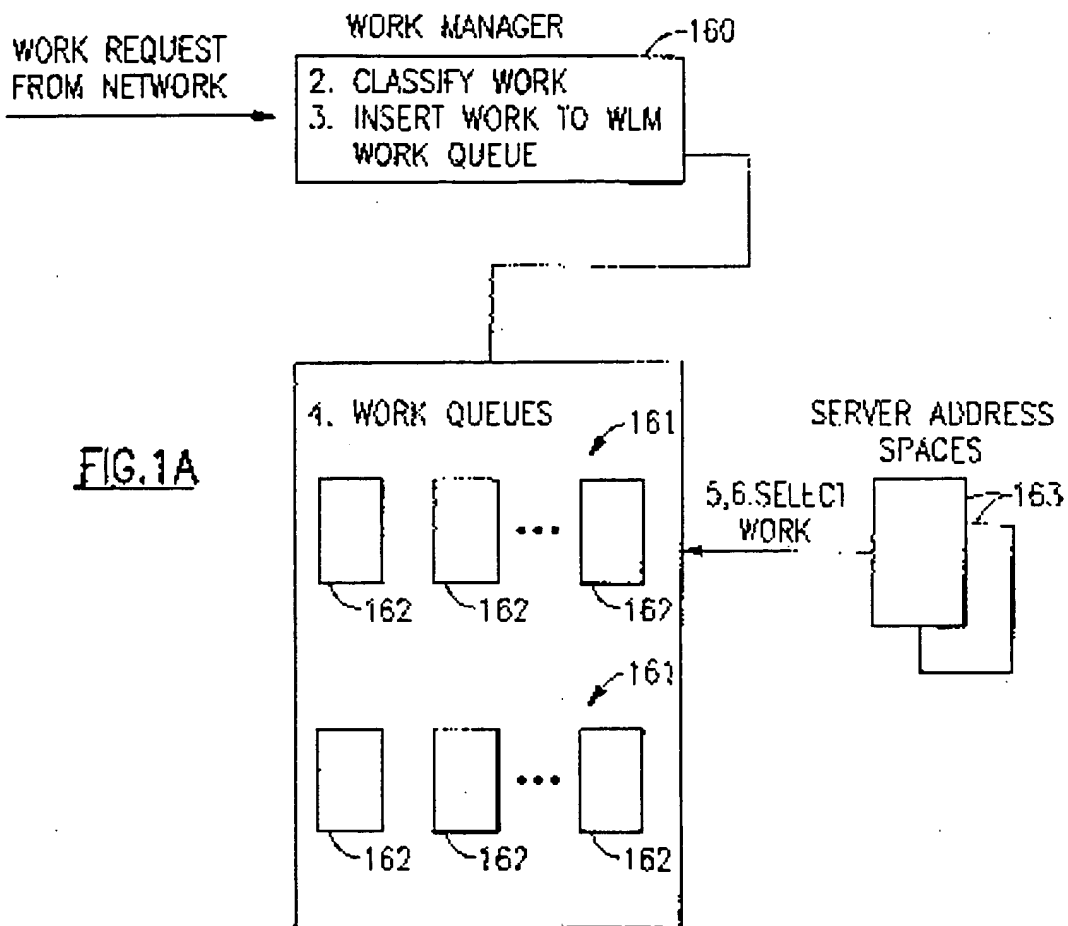 WORK MANAGER
160
WORK REQUEST
FROM NETWORK
2. CLASSIFY WORK
3. INSERT WORK TO WLM
WORK QUEUE
4. WORK QUEUES
161
SERVER ADDRESS
SPACES
FIG.1A
5,6.SELECT
WORK
163
•••
162
162
162
161
•••
162
162
162